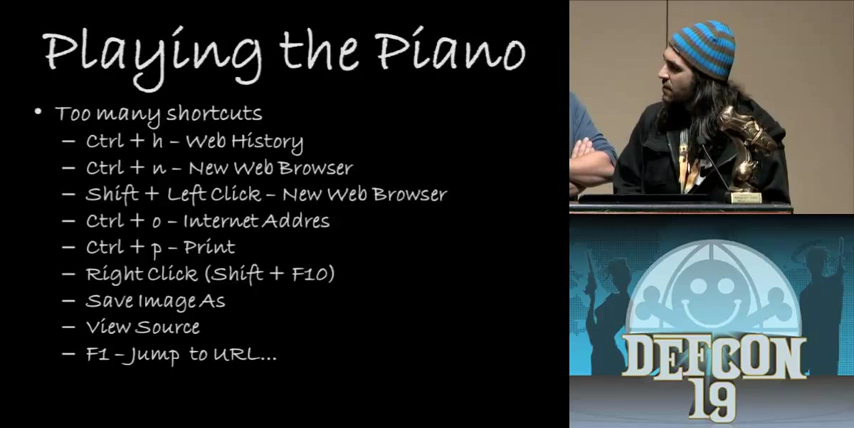 Playing the Piano
• Too many shortcuts
– Ctrl + h – Web History
– Ctrl + n – New Web Browser
– Shift + Left Click – New Web Browser
– Ctrl + o – Internet Addres
– Ctrl + p – Print
– Right Click (Shift + F10)
– Save Image As
– View Source
– F1 – Jump to URL...
DEFCON
19